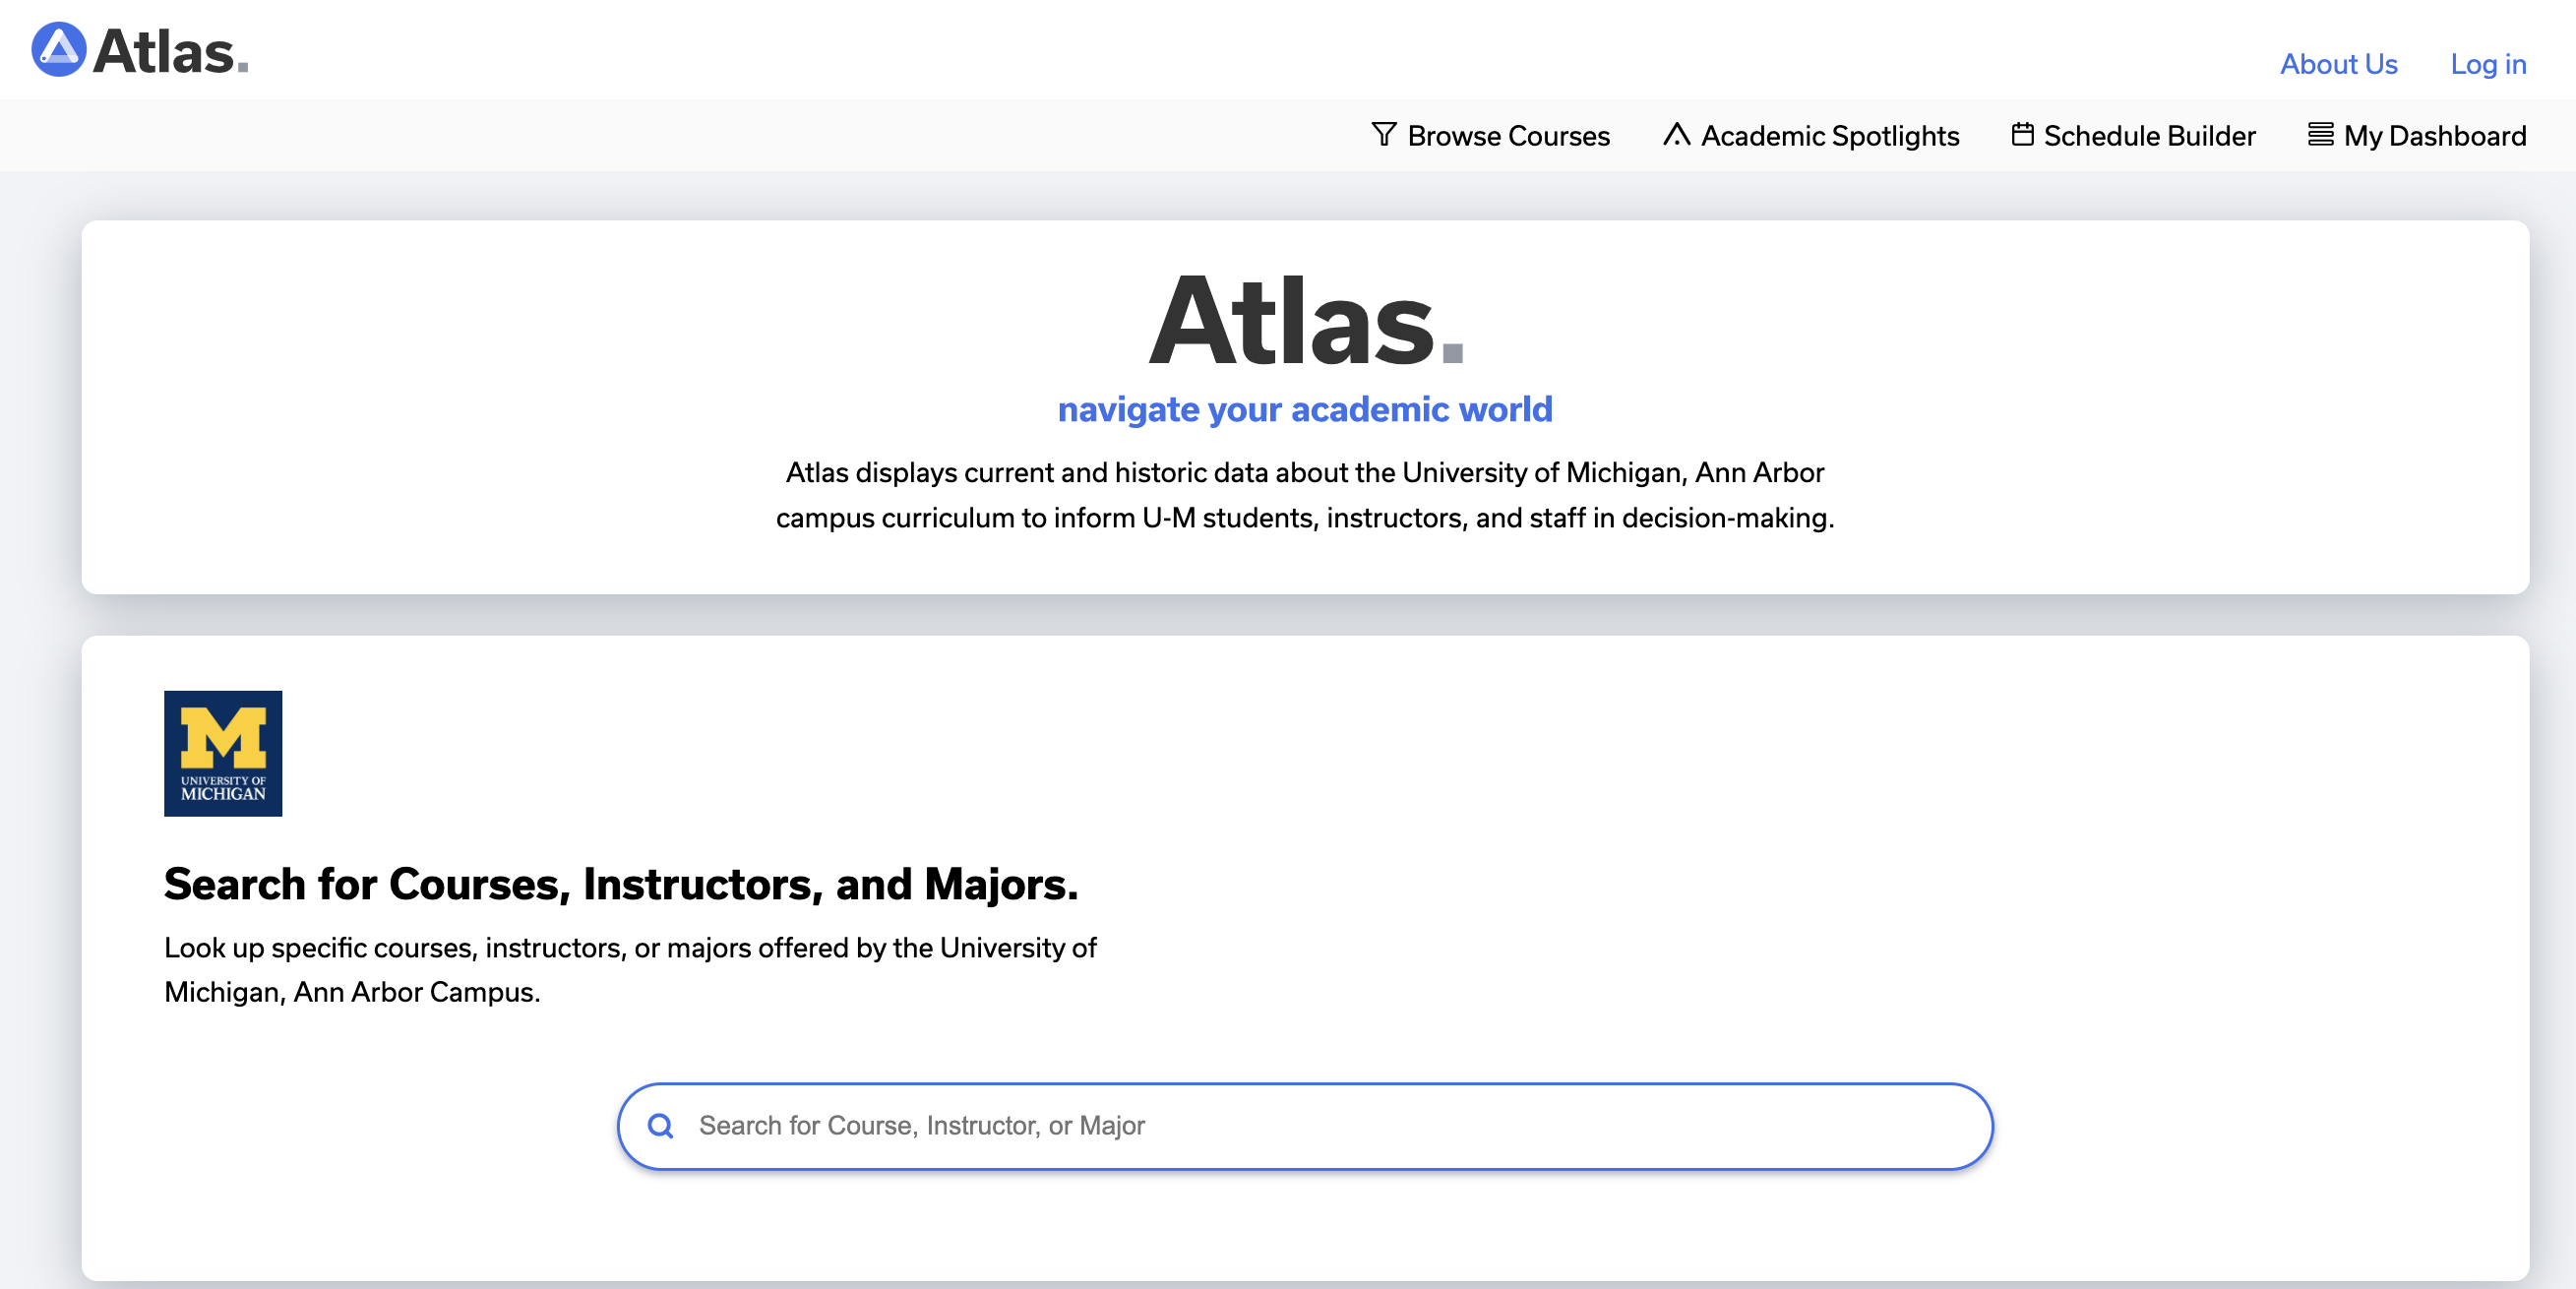 Atlas.
About Us
Log in
Browse Courses
Academic Spotlights
Schedule Builder
My Dashboard
Atlas.
navigate your academic world
Atlas displays current and historic data about the University of Michigan, Ann Arbor
campus curriculum to inform U-M students, instructors, and staff in decision-making.
M
UNIVERSITY OF
MICHIGAN
Search for Courses, Instructors, and Majors.
Look up specific courses, instructors, or majors offered by the University of
Michigan, Ann Arbor Campus.
Search for Course, Instructor, or Major